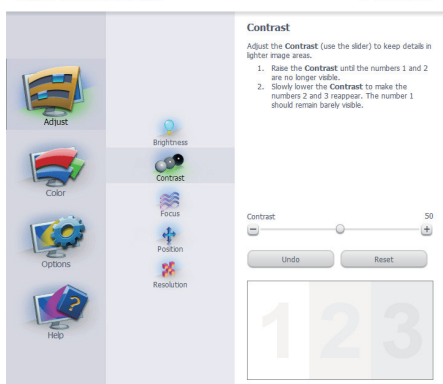 Adjust
Color
Options
Help
Brightness
Contrast
Focus
Position
Resolution
Contrast
Adjust the Contrast (use the slider) to keep details in
lighter image areas.
1. Raise the Contrast until the numbers 1 and 2
are no longer visible.
2. Slowly lower the Contrast to make the
numbers 2 and 3 reappear. The number 1
should remain barely visible.
Contrast 50
Undo Reset
1 2 3